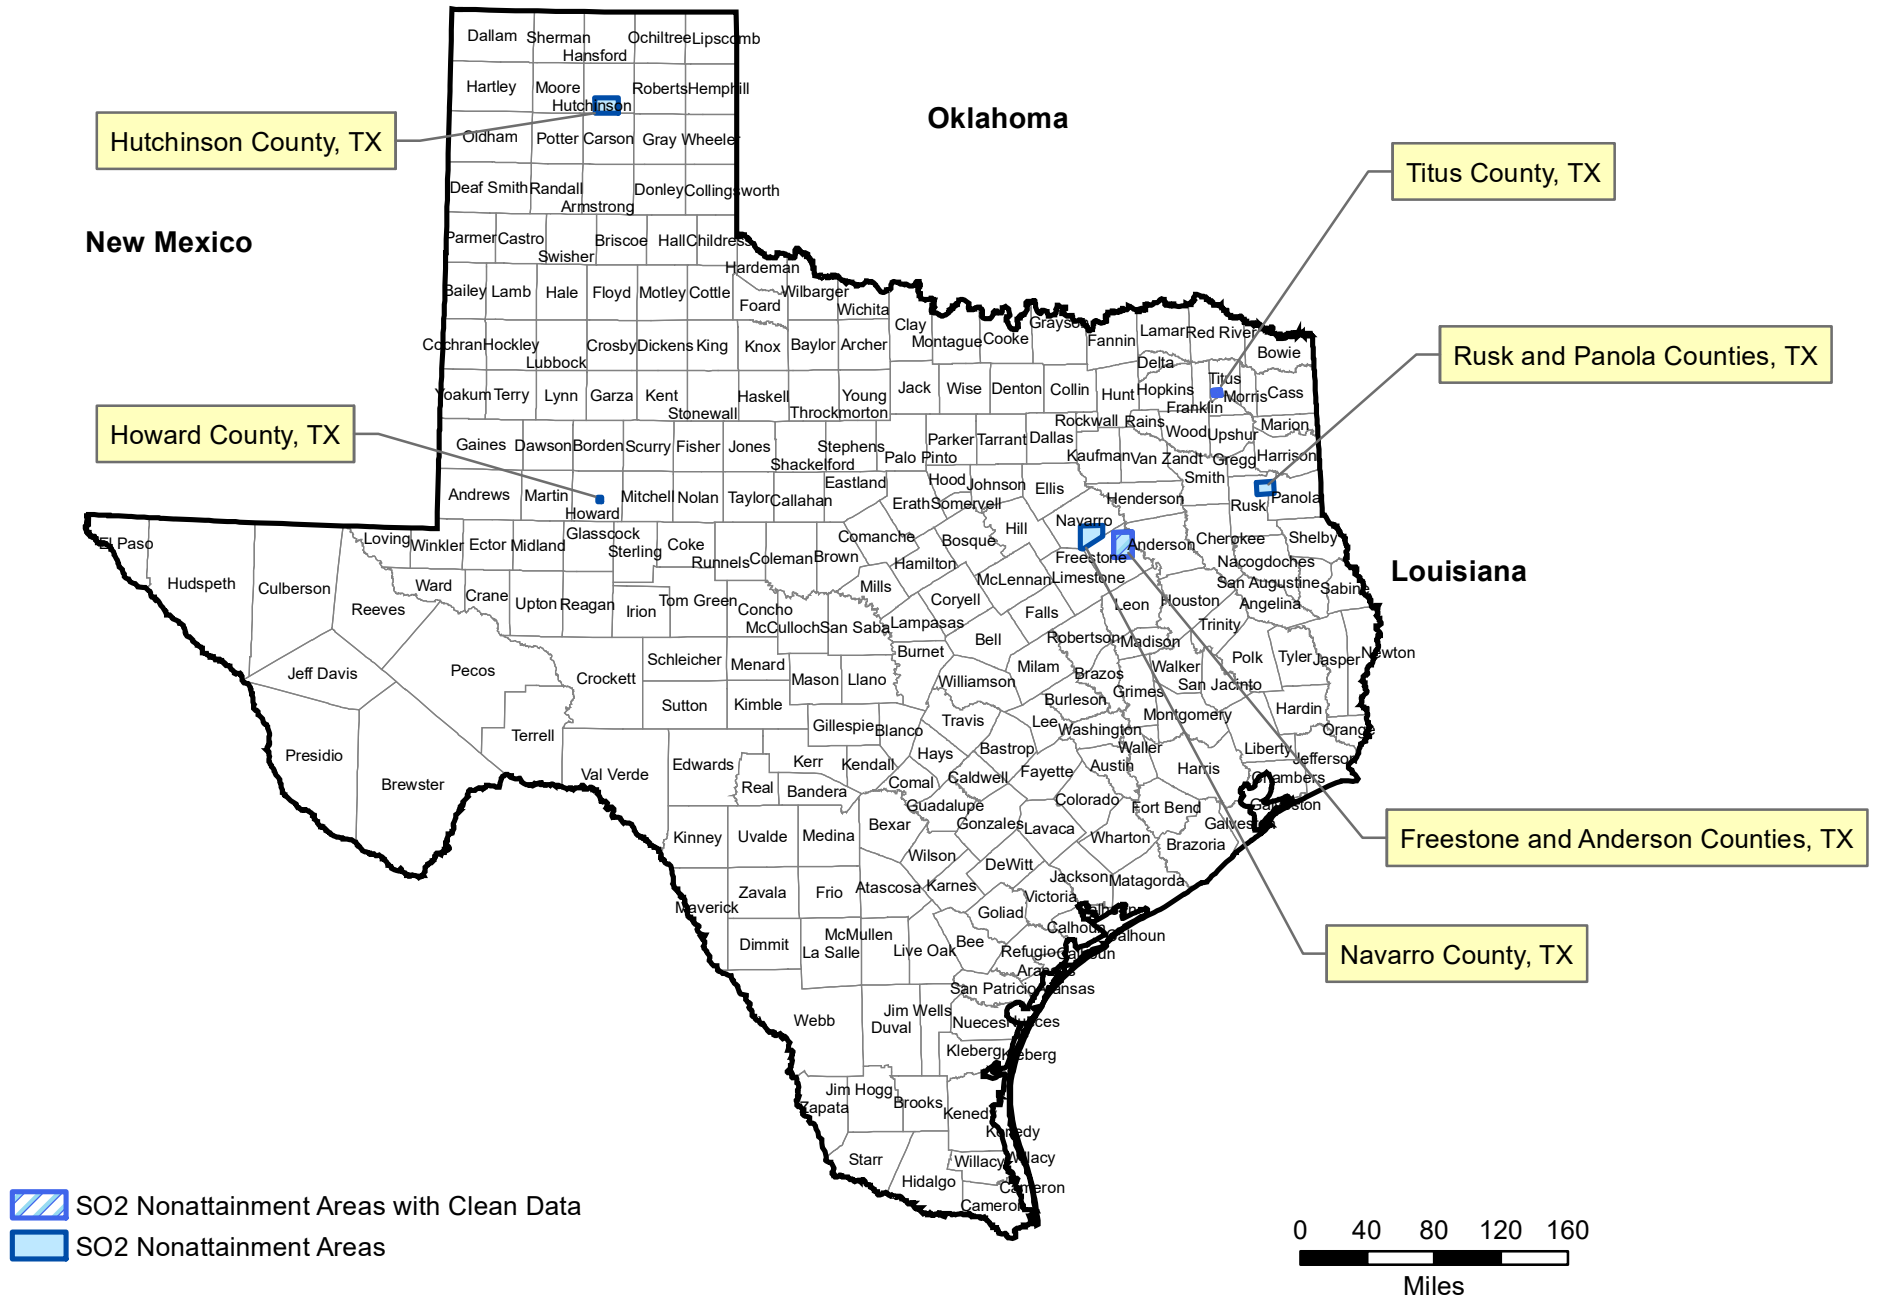 Dallam Sherman Ochiltree Lipscomb
Hansford
Hartley Moore Roberts Hemphill
Hutchinson
Oklahoma
Hutchinson County, TX
Oldham Potter Carson Gray Wheeler
Titus County, TX
Deaf Smith Randall Donley Collingsworth
Armstrong
New Mexico
Parmer Castro Briscoe Hall Childress
Swisher
Hardeman
Bailey Lamb Hale Floyd Motley Cottle Wilbarger
Foard Wichita
Clay Grayson
Cochran Hockley Crosby Dickens King Knox Baylor Archer Montague Cooke Fannin Lamar Red River
Lubbock Delta Bowie
Rusk and Panola Counties, TX
Yoakum Terry Lynn Garza Kent Haskell Young Jack Wise Denton Collin Hunt Hopkins Titus Morris Cass
Stonewall Throckmorton Franklin
Howard County, TX
Rockwall Rains Marion
Gaines Dawson Borden Scurry Fisher Jones Stephens Parker Tarrant Dallas Wood Upshur
Shackelford Palo Pinto Kaufman Van Zandt Gregg Harrison
Smith
Andrews Martin Mitchell Nolan Taylor Callahan Eastland Hood Johnson Ellis Henderson Rusk Panola
Howard Erath Somervell
El Paso Loving Winkler Ector Midland Glasscock Sterling Coke Runnels Coleman Brown Comanche Bosque Hill Navarro Anderson Cherokee Shelby
Hamilton Freestone Nacogdoches
Louisiana
Hudspeth Culberson Reeves Ward Crane Upton Reagan Irion Tom Green Concho Mills Coryell McLennan Limestone Leon Houston San Augustine Sabine
Angelina
McCulloch San Saba Lampasas Falls Trinity
Jeff Davis Pecos Crockett Schleicher Menard Burnet Bell Robertson Madison
Mason Llano Williamson Milam Brazos Walker Polk Tyler Jasper Newton
San Jacinto
Sutton Kimble Burleson Grimes
Presidio Brewster Terrell Gillespie Blanco Travis Lee Washington Montgomery Hardin
Orange
Val Verde Edwards Kerr Kendall Hays Bastrop Waller Liberty Jefferson
Real Bandera Comal Caldwell Fayette Austin Harris Chambers
Guadalupe Colorado Fort Bend Galveston
Kinney Uvalde Medina Bexar Gonzales Lavaca Wharton Galveston
Brazoria
Freestone and Anderson Counties, TX
Wilson DeWitt
Zavala Frio Atascosa Karnes Jackson Matagorda
Maverick Goliad Victoria
Calhoun
Dimmit La Salle McMullen Live Oak Bee Calhoun Calhoun
Refugio Calhoun
Navarro County, TX
Aransas
San Patricio Aransas
Webb Duval Jim Wells Nueces Nueces
Kleberg Kleberg
Zapata Jim Hogg Brooks Kenedy
Kenedy
Starr Willacy Willacy
Hidalgo Cameron
Cameron
SO2 Nonattainment Areas with Clean Data
SO2 Nonattainment Areas
0 40 80 120 160
Miles